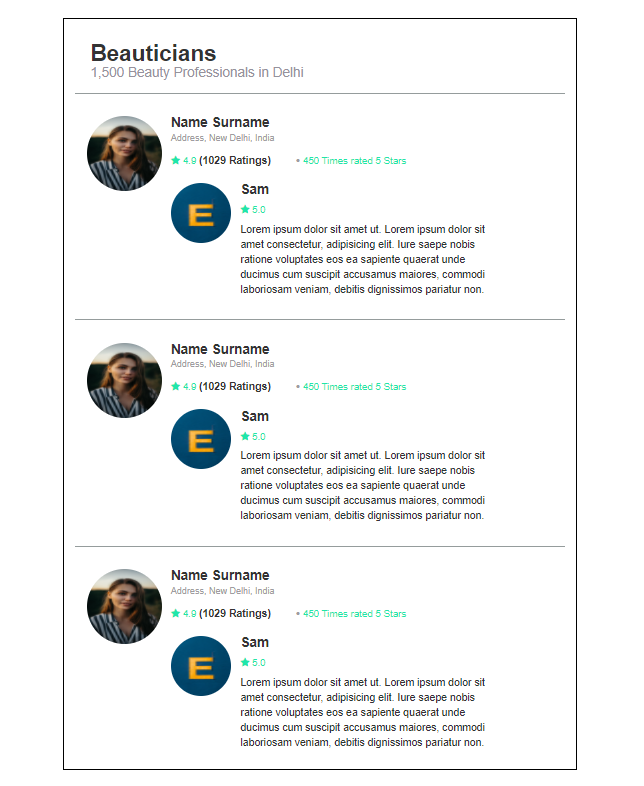 Beauticians
1,500 Beauty Professionals in Delhi
Name Surname
Address, New Delhi, India
★ 4.9 (1029 Ratings) • 450 Times rated 5 Stars
E
Sam
★ 5.0
Lorem ipsum dolor sit amet ut. Lorem ipsum dolor sit
amet consectetur, adipisicing elit. Iure saepe nobis
ratione voluptates eos ea sapiente quaerat unde
ducimus cum suscipit accusamus maiores, commodi
laboriosam veniam, debitis dignissimos pariatur non.
Name Surname
Address, New Delhi, India
★ 4.9 (1029 Ratings) • 450 Times rated 5 Stars
E
Sam
★ 5.0
Lorem ipsum dolor sit amet ut. Lorem ipsum dolor sit
amet consectetur, adipisicing elit. Iure saepe nobis
ratione voluptates eos ea sapiente quaerat unde
ducimus cum suscipit accusamus maiores, commodi
laboriosam veniam, debitis dignissimos pariatur non.
Name Surname
Address, New Delhi, India
★ 4.9 (1029 Ratings) • 450 Times rated 5 Stars
E
Sam
★ 5.0
Lorem ipsum dolor sit amet ut. Lorem ipsum dolor sit
amet consectetur, adipisicing elit. Iure saepe nobis
ratione voluptates eos ea sapiente quaerat unde
ducimus cum suscipit accusamus maiores, commodi
laboriosam veniam, debitis dignissimos pariatur non.